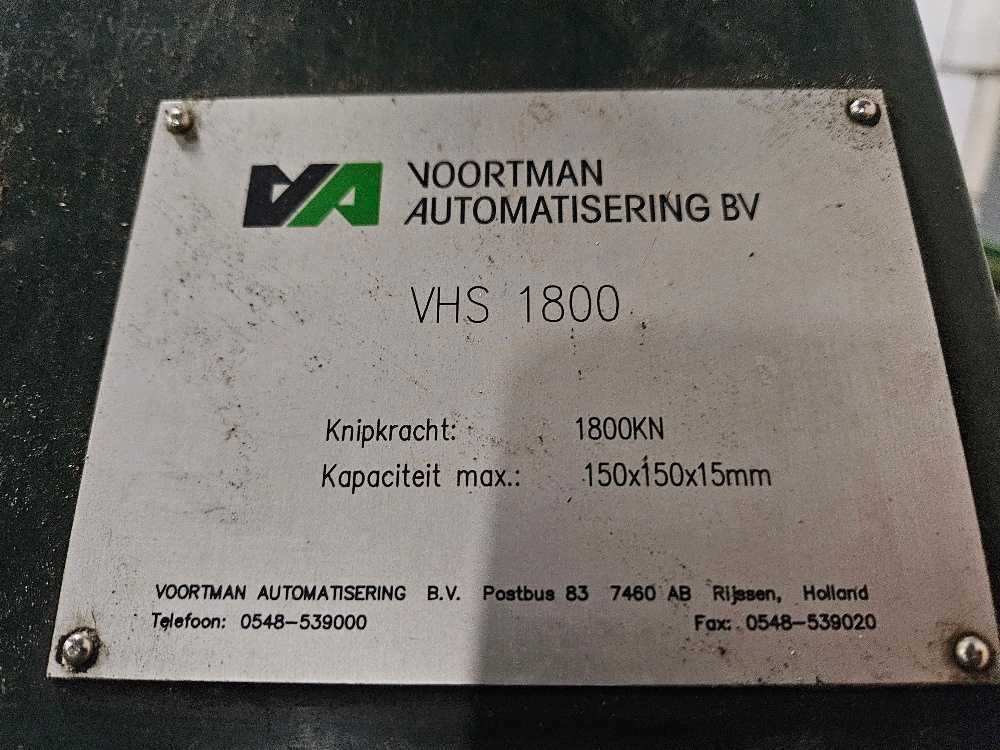 VA VOORTMAN
AUTOMATISERING BV
VHS 1800
Knipkracht: 1800KN
Kapaciteit max.: 150x150x15mm
VOORTMAN AUTOMATISERING B.V. Postbus 83 7460 AB Rijssen, Holland
Telefoon: 0548-539000 Fax: 0548-539020